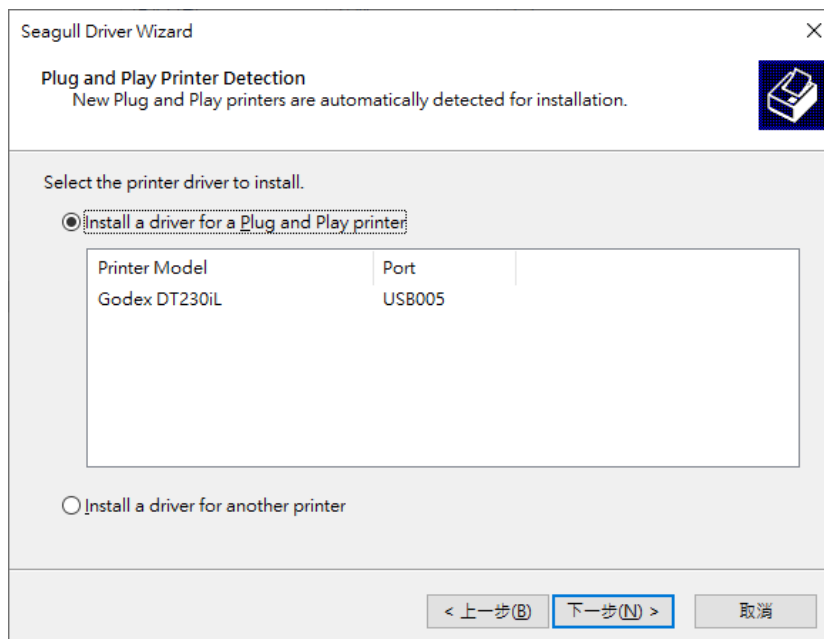 Seagull Driver Wizard
Plug and Play Printer Detection
New Plug and Play printers are automatically detected for installation.
Select the printer driver to install.
Install a driver for a Plug and Play printer
Printer Model Port
Godex DT230iL USB005
Install a driver for another printer
< 上一步(B) 下一步(N) > 取消